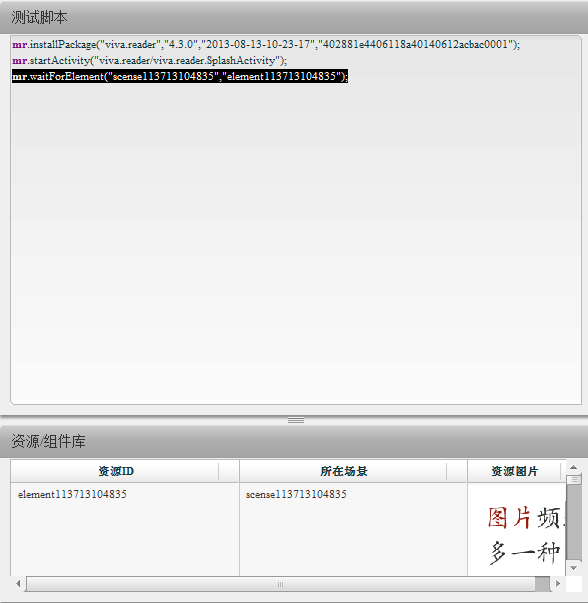 测试脚本
mr.installPackage("viva.reader","4.3.0","2013-08-13-10-23-17","402881e4406118a40140612acbac0001");
mr.startActivity("viva.reader/viva.reader.SplashActivity");
mr.waitForElement("scense113713104835","element113713104835");
资源/组件库
资源ID 所在场景 资源图片
element113713104835 scense113713104835
图片频
多一种